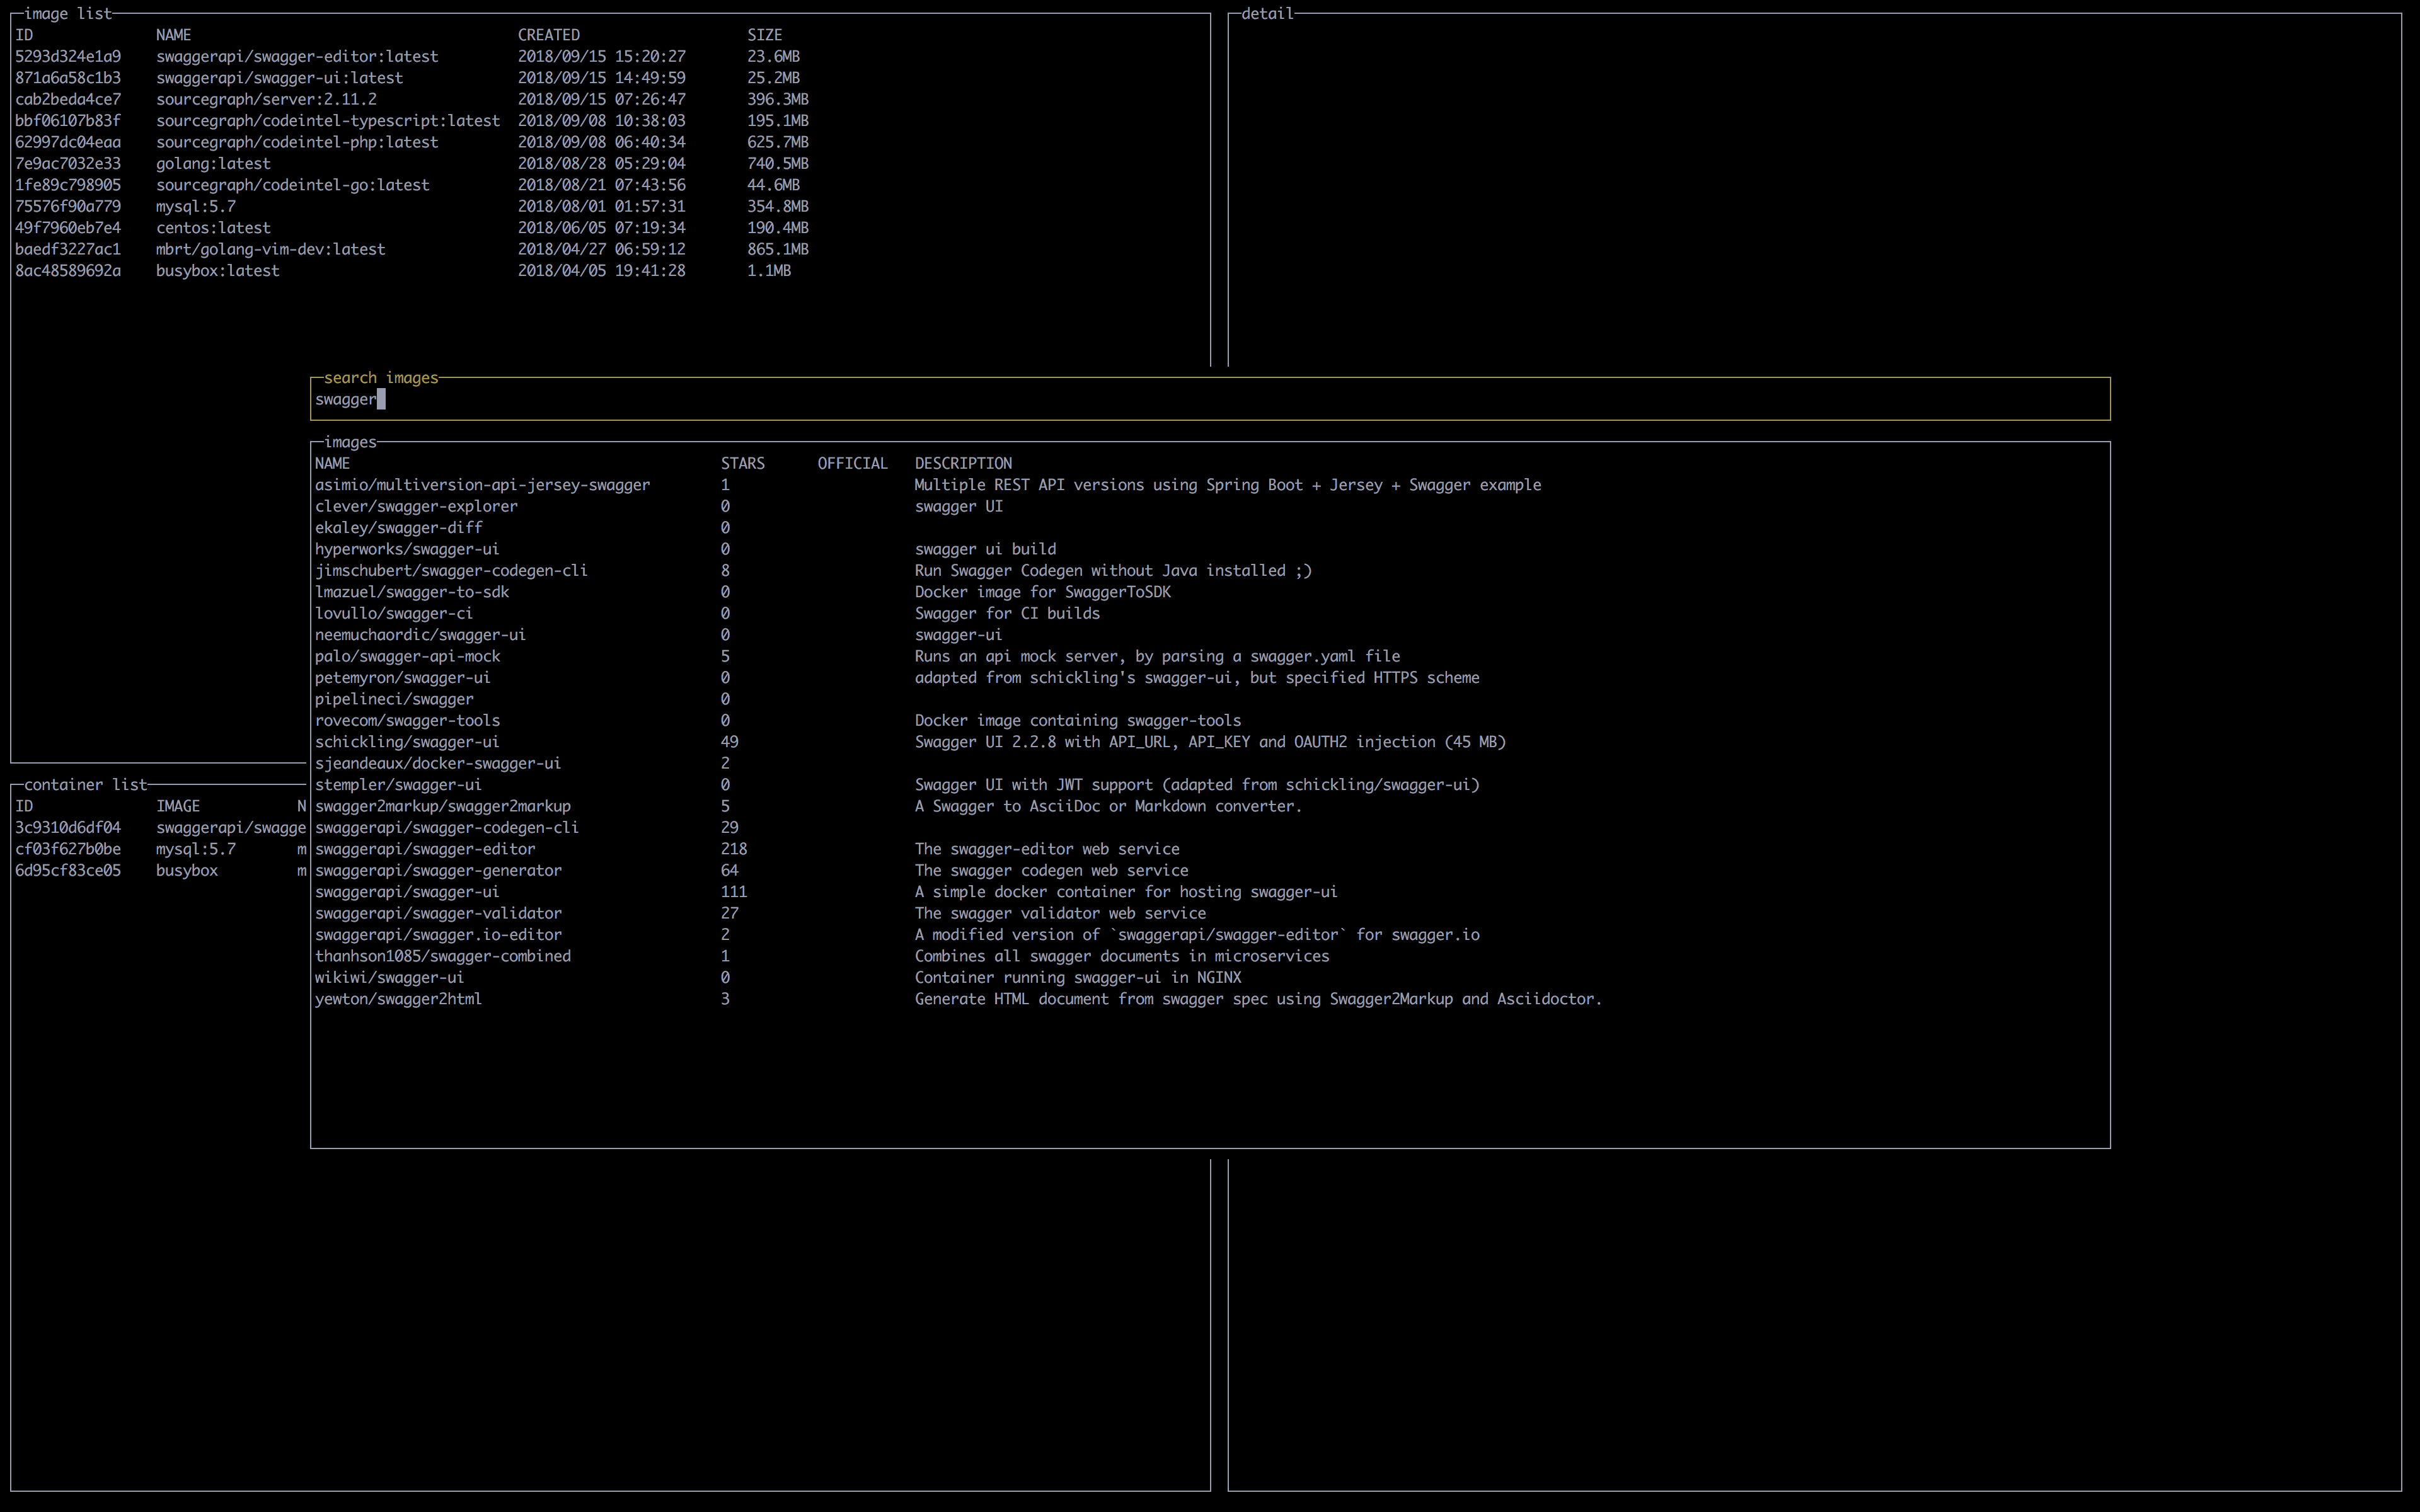 image list
ID NAME CREATED SIZE
5293d324e1a9 swaggerapi/swagger-editor:latest 2018/09/15 15:20:27 23.6MB
871a6a58c1b3 swaggerapi/swagger-ui:latest 2018/09/15 14:49:59 25.2MB
cab2beda4ce7 sourcegraph/server:2.11.2 2018/09/15 07:26:47 396.3MB
bbf06107b83f sourcegraph/codeintel-typescript:latest 2018/09/08 10:38:03 195.1MB
62997dc04eaa sourcegraph/codeintel-php:latest 2018/09/08 06:40:34 625.7MB
7e9ac7032e33 golang:latest 2018/08/28 05:29:04 740.5MB
1fe89c798905 sourcegraph/codeintel-go:latest 2018/08/21 07:43:56 44.6MB
75576f90a779 mysql:5.7 2018/08/01 01:57:31 354.8MB
49f7960eb7e4 centos:latest 2018/06/05 07:19:34 190.4MB
baedf3227ac1 mbrt/golang-vim-dev:latest 2018/04/27 06:59:12 865.1MB
8ac48589692a busybox:latest 2018/04/05 19:41:28 1.1MB
detail
search images
swagger
images
NAME STARS OFFICIAL DESCRIPTION
asimio/multiversion-api-jersey-swagger 1 Multiple REST API versions using Spring Boot + Jersey + Swagger example
clever/swagger-explorer 0 swagger UI
ekaley/swagger-diff 0
hyperworks/swagger-ui 0 swagger ui build
jimschubert/swagger-codegen-cli 8 Run Swagger Codegen without Java installed ;)
lmazuel/swagger-to-sdk 0 Docker image for SwaggerToSDK
lovullo/swagger-ci 0 Swagger for CI builds
neemuchaordic/swagger-ui 0 swagger-ui
palo/swagger-api-mock 5 Runs an api mock server, by parsing a swagger.yaml file
petemyron/swagger-ui 0 adapted from schickling's swagger-ui, but specified HTTPS scheme
pipelineci/swagger 0
rovecom/swagger-tools 0 Docker image containing swagger-tools
schickling/swagger-ui 49 Swagger UI 2.2.8 with API_URL, API_KEY and OAUTH2 injection (45 MB)
sjeandeaux/docker-swagger-ui 2
stempler/swagger-ui 0 Swagger UI with JWT support (adapted from schickling/swagger-ui)
swagger2markup/swagger2markup 5 A Swagger to AsciiDoc or Markdown converter.
swaggerapi/swagger-codegen-cli 29
swaggerapi/swagger-editor 218 The swagger-editor web service
swaggerapi/swagger-generator 64 The swagger codegen web service
swaggerapi/swagger-ui 111 A simple docker container for hosting swagger-ui
swaggerapi/swagger-validator 27 The swagger validator web service
swaggerapi/swagger.io-editor 2 A modified version of `swaggerapi/swagger-editor` for swagger.io
thanhson1085/swagger-combined 1 Combines all swagger documents in microservices
wikiwi/swagger-ui 0 Container running swagger-ui in NGINX
yewton/swagger2html 3 Generate HTML document from swagger spec using Swagger2Markup and Asciidoctor.
container list
ID IMAGE N
3c9310d6df04 swaggerapi/swagge
cf03f627b0be mysql:5.7 m
6d95cf83ce05 busybox m